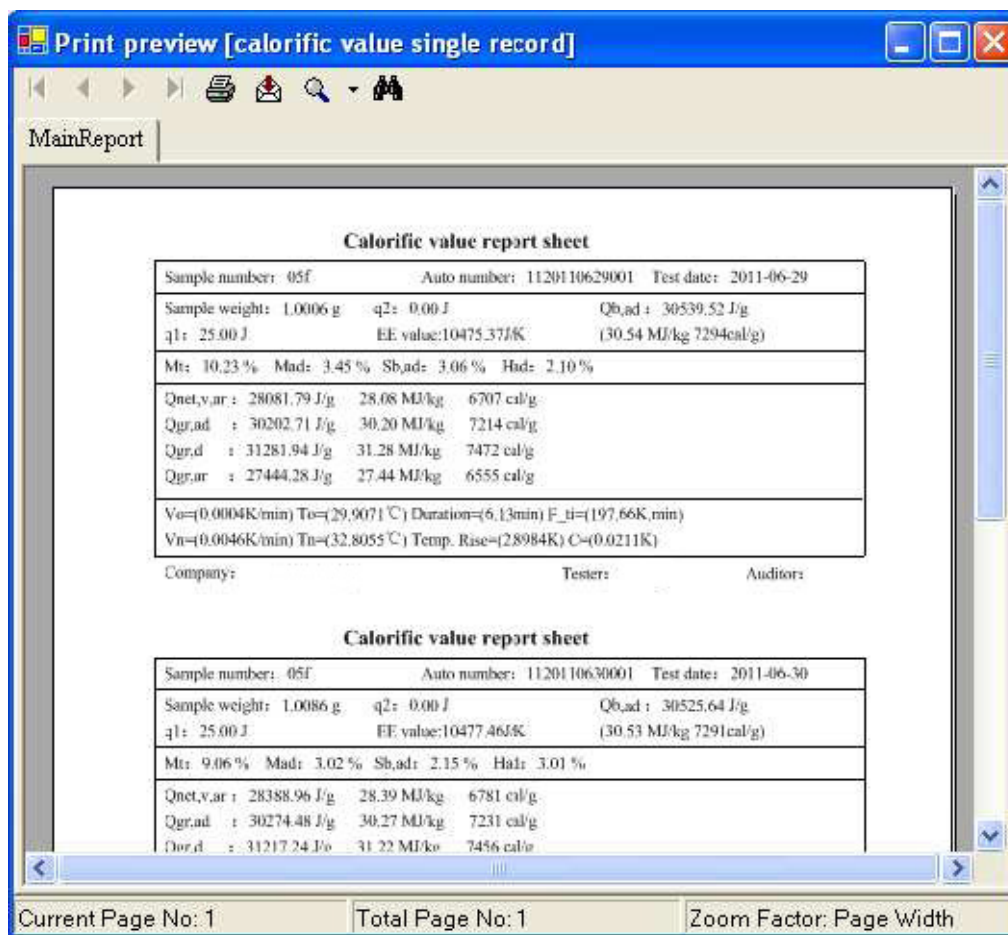 Print preview [calorific value single record]
MainReport
Calorific value report sheet
Sample number: 05f Auto number: 1120110629001 Test date: 2011-06-29
Sample weight: 1.0006 g q2: 0.00 J Qb,ad : 30539.52 J/g
q1: 25.00 J EE value:10475.37J/K (30.54 MJ/kg 7294cal/g)
Mt: 10.23 % Mad: 3.45 % Sb,ad: 3.06 % Had: 2.10 %
Qnet,v,ar : 28081.79 J/g 28.08 MJ/kg 6707 cal/g
Qgr,ad : 30202.71 J/g 30.20 MJ/kg 7214 cal/g
Qgr,d : 31281.94 J/g 31.28 MJ/kg 7472 cal/g
Qgr,ar : 27444.28 J/g 27.44 MJ/kg 6555 cal/g
Vo=(0.0004K/min) To=(29.9071℃) Duration=(6.13min) F_ti=(197.66K.min)
Vn=(0.0046K/min) Tn=(32.8055℃) Temp. Rise=(2.8984K) C=(0.0211K)
Company: Tester: Auditor:
Calorific value report sheet
Sample number: 05f Auto number: 1120110630001 Test date: 2011-06-30
Sample weight: 1.0086 g q2: 0.00 J Qb,ad : 30525.64 J/g
q1: 25.00 J EE value:10477.46J/K (30.53 MJ/kg 7291cal/g)
Mt: 9.06 % Mad: 3.02 % Sb,ad: 2.15 % Had: 3.01 %
Qnet,v,ar : 28388.96 J/g 28.39 MJ/kg 6781 cal/g
Qgr,ad : 30274.48 J/g 30.27 MJ/kg 7231 cal/g
Qgr,d : 31217.24 J/g 31.22 MJ/kg 7456 cal/g
Current Page No: 1 Total Page No: 1 Zoom Factor: Page Width